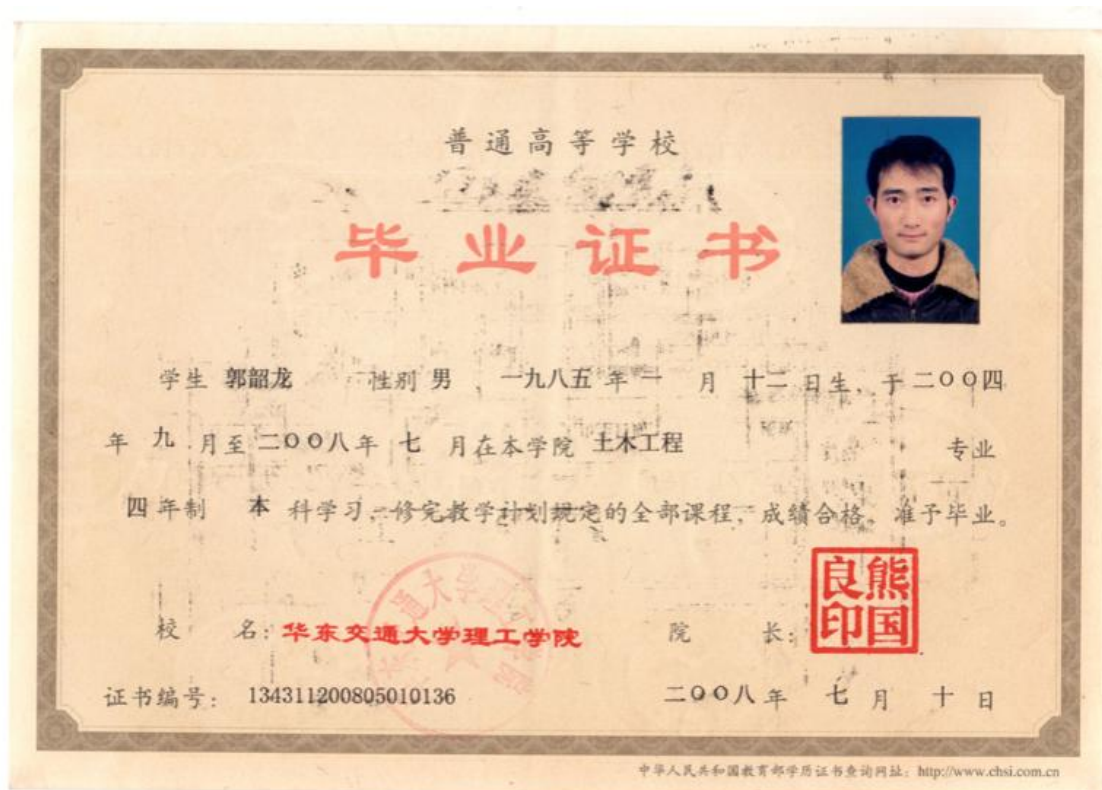 普通高等学校
毕业证书
学生 郭韶龙 性别 男 ，一九八五 年 一 月 十二 日生，于 二〇〇四
年 九 月至 二〇〇八 年 七 月在本学院 土木工程 专业
四 年制 本 科学习，修完教学计划规定的全部课程，成绩合格，准予毕业。
熊国良印
校 名：华东交通大学理工学院 院 长：
证书编号： 134311200805010136 二〇〇八 年 七 月 十 日
中华人民共和国教育部学历证书查询网址：http://www.chsi.com.cn